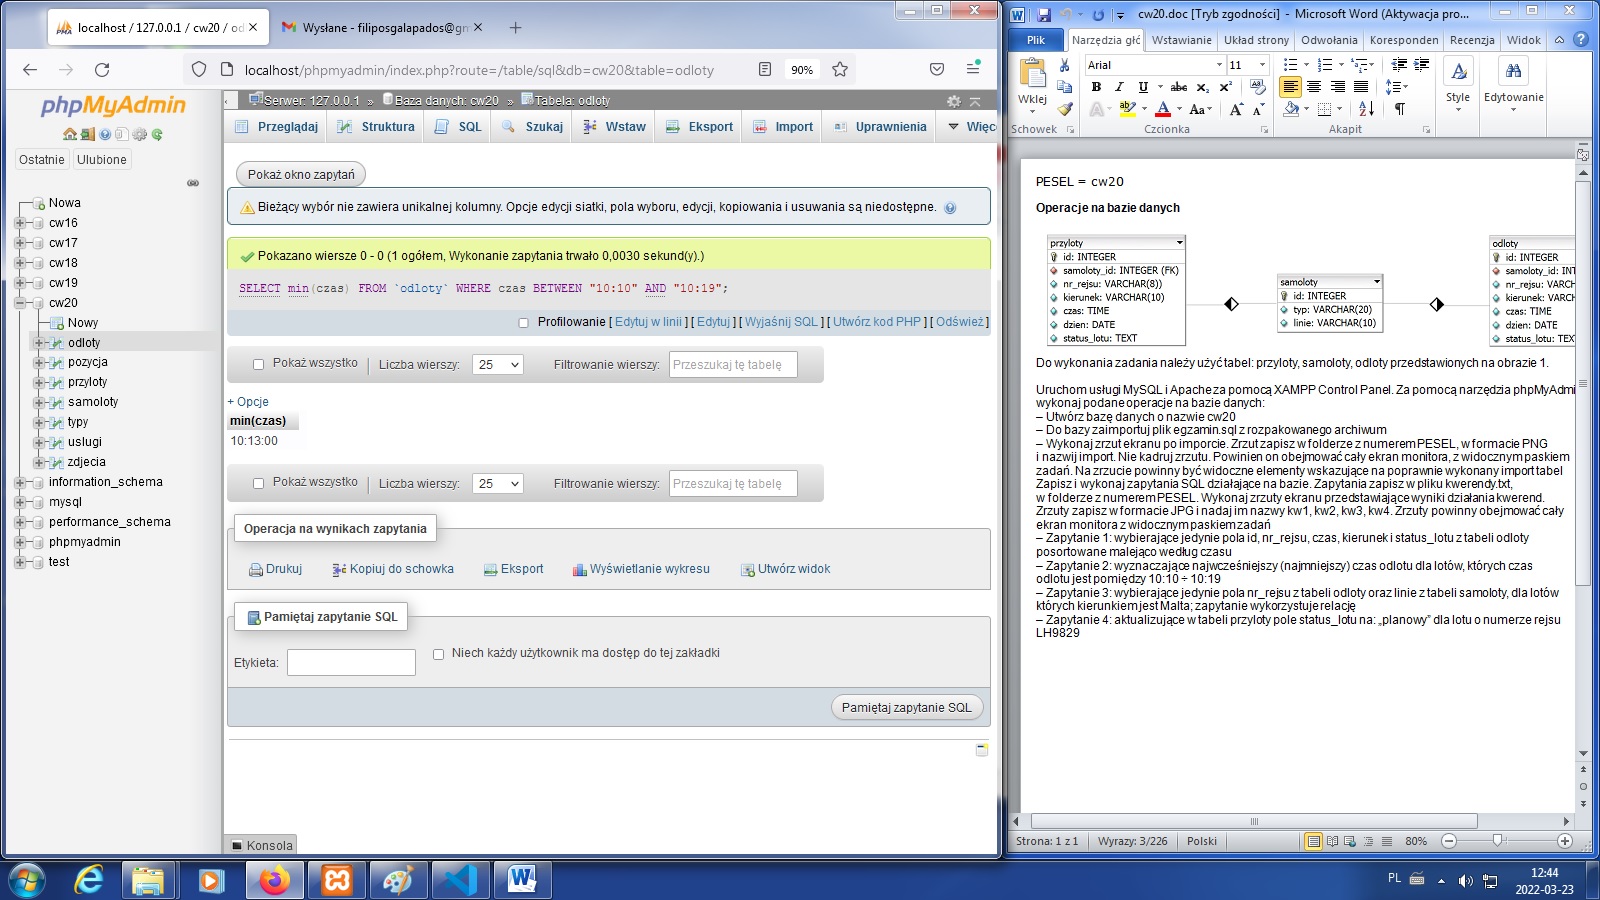 localhost / 127.0.0.1 / cw20 / od
Wysłane - filiposgalapados@gm
localhost/phpmyadmin/index.php?route=/table/sql&db=cw20&table=odloty
90%
phpMyAdmin
Ostatnie
Ulubione
Nowa
cw16
cw17
cw18
cw19
cw20
Nowy
odloty
pozycja
przyloty
samoloty
typy
uslugi
zdjecia
information_schema
mysql
performance_schema
phpmyadmin
test
Serwer: 127.0.0.1 » Baza danych: cw20 » Tabela: odloty
Przeglądaj
Struktura
SQL
Szukaj
Wstaw
Eksport
Import
Uprawnienia
Więc
Pokaż okno zapytań
Bieżący wybór nie zawiera unikalnej kolumny. Opcje edycji siatki, pola wyboru, edycji, kopiowania i usuwania są niedostępne.
Pokazano wiersze 0 - 0 (1 ogółem, Wykonanie zapytania trwało 0,0030 sekund(y).)
SELECT min(czas) FROM `odloty` WHERE czas BETWEEN "10:10" AND "10:19";
Profilowanie [ Edytuj w linii ] [ Edytuj ] [ Wyjaśnij SQL ] [ Utwórz kod PHP ] [ Odśwież ]
Pokaż wszystko
Liczba wierszy:
25
Filtrowanie wierszy:
Przeszukaj tę tabelę
+ Opcje
min(czas)
10:13:00
Pokaż wszystko
Liczba wierszy:
25
Filtrowanie wierszy:
Przeszukaj tę tabelę
Operacja na wynikach zapytania
Drukuj
Kopiuj do schowka
Eksport
Wyświetlanie wykresu
Utwórz widok
Pamiętaj zapytanie SQL
Etykieta:
Niech każdy użytkownik ma dostęp do tej zakładki
Pamiętaj zapytanie SQL
Konsola
cw20.doc [Tryb zgodności] - Microsoft Word (Aktywacja pro...
Plik
Narzędzia głó
Wstawianie
Układ strony
Odwołania
Koresponden
Recenzja
Widok
Wklej
Arial
11
Style
Edytowanie
Schowek
Czcionka
Akapit
PESEL = cw20
Operacje na bazie danych
przyloty
id: INTEGER
samoloty_id: INTEGER (FK)
nr_rejsu: VARCHAR(8))
kierunek: VARCHAR(10)
czas: TIME
dzien: DATE
status_lotu: TEXT
samoloty
id: INTEGER
typ: VARCHAR(20)
linie: VARCHAR(10)
odloty
id: INTEGER
samoloty_id: INT
nr_rejsu: VARCHAR
kierunek: VARCHA
czas: TIME
dzien: DATE
status_lotu: TEX
Do wykonania zadania należy użyć tabel: przyloty, samoloty, odloty przedstawionych na obrazie 1.
Uruchom usługi MySQL i Apache za pomocą XAMPP Control Panel. Za pomocą narzędzia phpMyAdmi
wykonaj podane operacje na bazie danych:
– Utwórz bazę danych o nazwie cw20
– Do bazy zaimportuj plik egzamin.sql z rozpakowanego archiwum
– Wykonaj zrzut ekranu po imporcie. Zrzut zapisz w folderze z numerem PESEL, w formacie PNG
i nazwij import. Nie kadruj zrzutu. Powinien on obejmować cały ekran monitora, z widocznym paskiem
zadań. Na zrzucie powinny być widoczne elementy wskazujące na poprawnie wykonany import tabel
Zapisz i wykonaj zapytania SQL działające na bazie. Zapytania zapisz w pliku kwerendy.txt,
w folderze z numerem PESEL. Wykonaj zrzuty ekranu przedstawiające wyniki działania kwerend.
Zrzuty zapisz w formacie JPG i nadaj im nazwy kw1, kw2, kw3, kw4. Zrzuty powinny obejmować cały
ekran monitora z widocznym paskiem zadań
– Zapytanie 1: wybierające jedynie pola id, nr_rejsu, czas, kierunek i status_lotu z tabeli odloty
posortowane malejąco według czasu
– Zapytanie 2: wyznaczające najwcześniejszy (najmniejszy) czas odlotu dla lotów, których czas
odlotu jest pomiędzy 10:10 ÷ 10:19
– Zapytanie 3: wybierające jedynie pola nr_rejsu z tabeli odloty oraz linie z tabeli samoloty, dla lotów
których kierunkiem jest Malta; zapytanie wykorzystuje relację
– Zapytanie 4: aktualizujące w tabeli przyloty pole status_lotu na: „planowy” dla lotu o numerze rejsu
LH9829
Strona: 1 z 1
Wyrazy: 3/226
Polski
80%
PL
12:44
2022-03-23